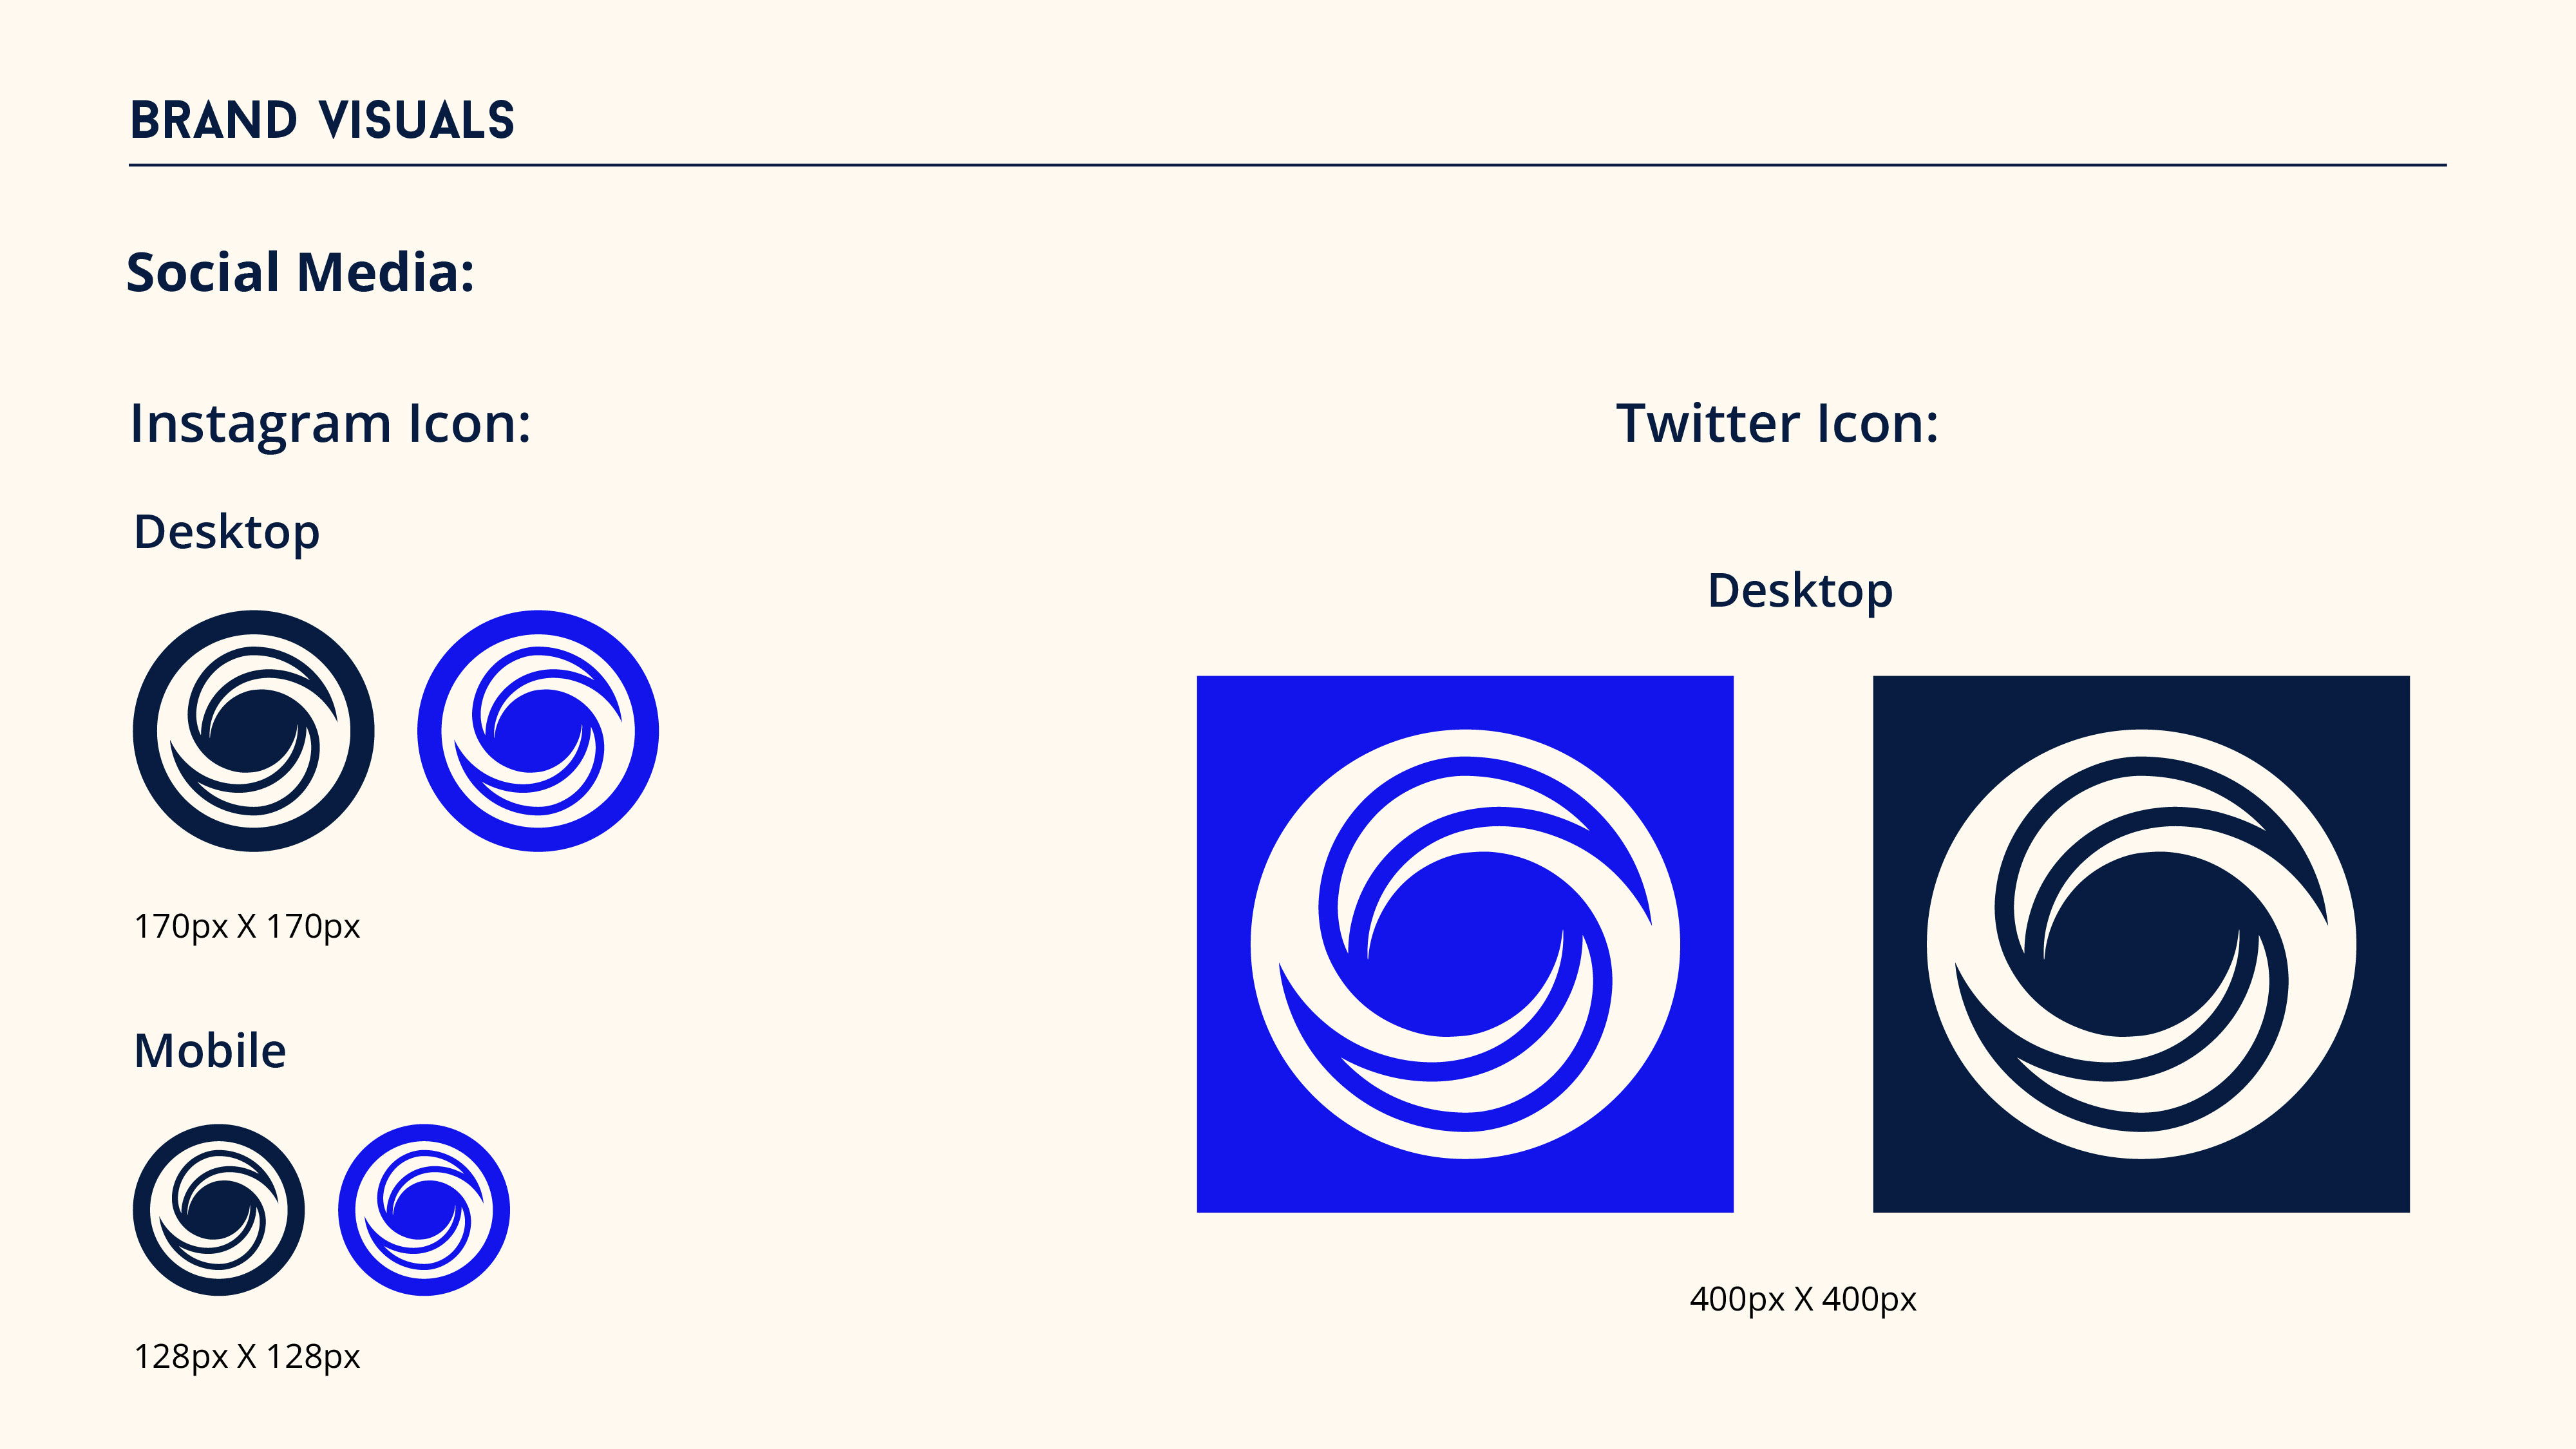 BRAND VISUALS
Social Media:
Instagram Icon:
Desktop
170px X 170px
Mobile
128px X 128px
Twitter Icon:
Desktop
400px X 400px